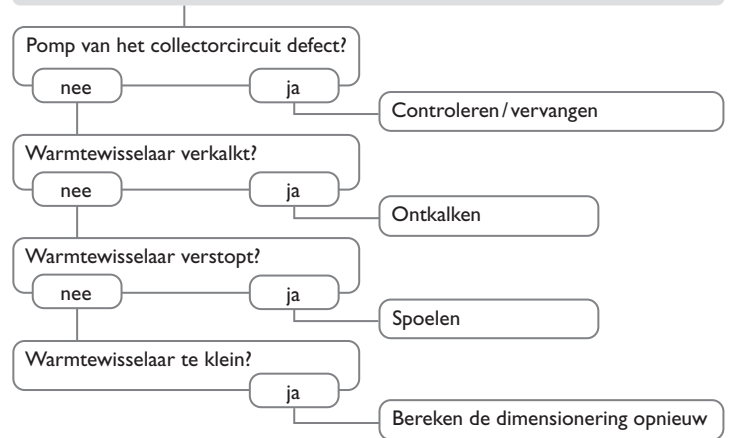 Pomp van het collectorcircuit defect?
nee
ja
Controleren/vervangen
Warmtewisselaar verkalkt?
nee
ja
Ontkalken
Warmtewisselaar verstopt?
nee
ja
Spoelen
Warmtewisselaar te klein?
ja
Bereken de dimensionering opnieuw